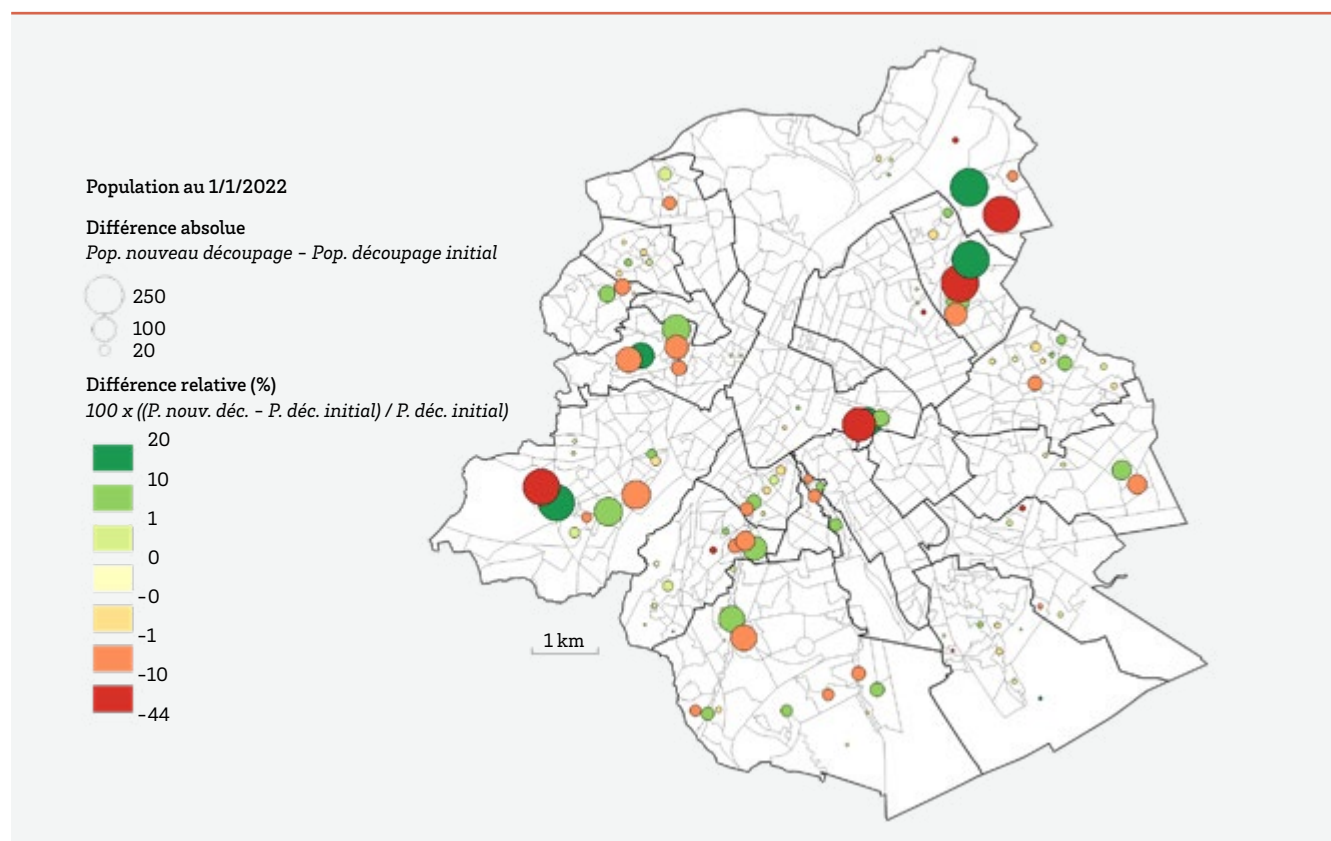 Population au 1/1/2022
Différence absolue
Pop. nouveau découpage – Pop. découpage initial
250
100
20
Différence relative (%)
100 x ((P. nouv. déc. – P. déc. initial) / P. déc. initial)
20
10
1
0
-0
-1
-10
-44
1 km